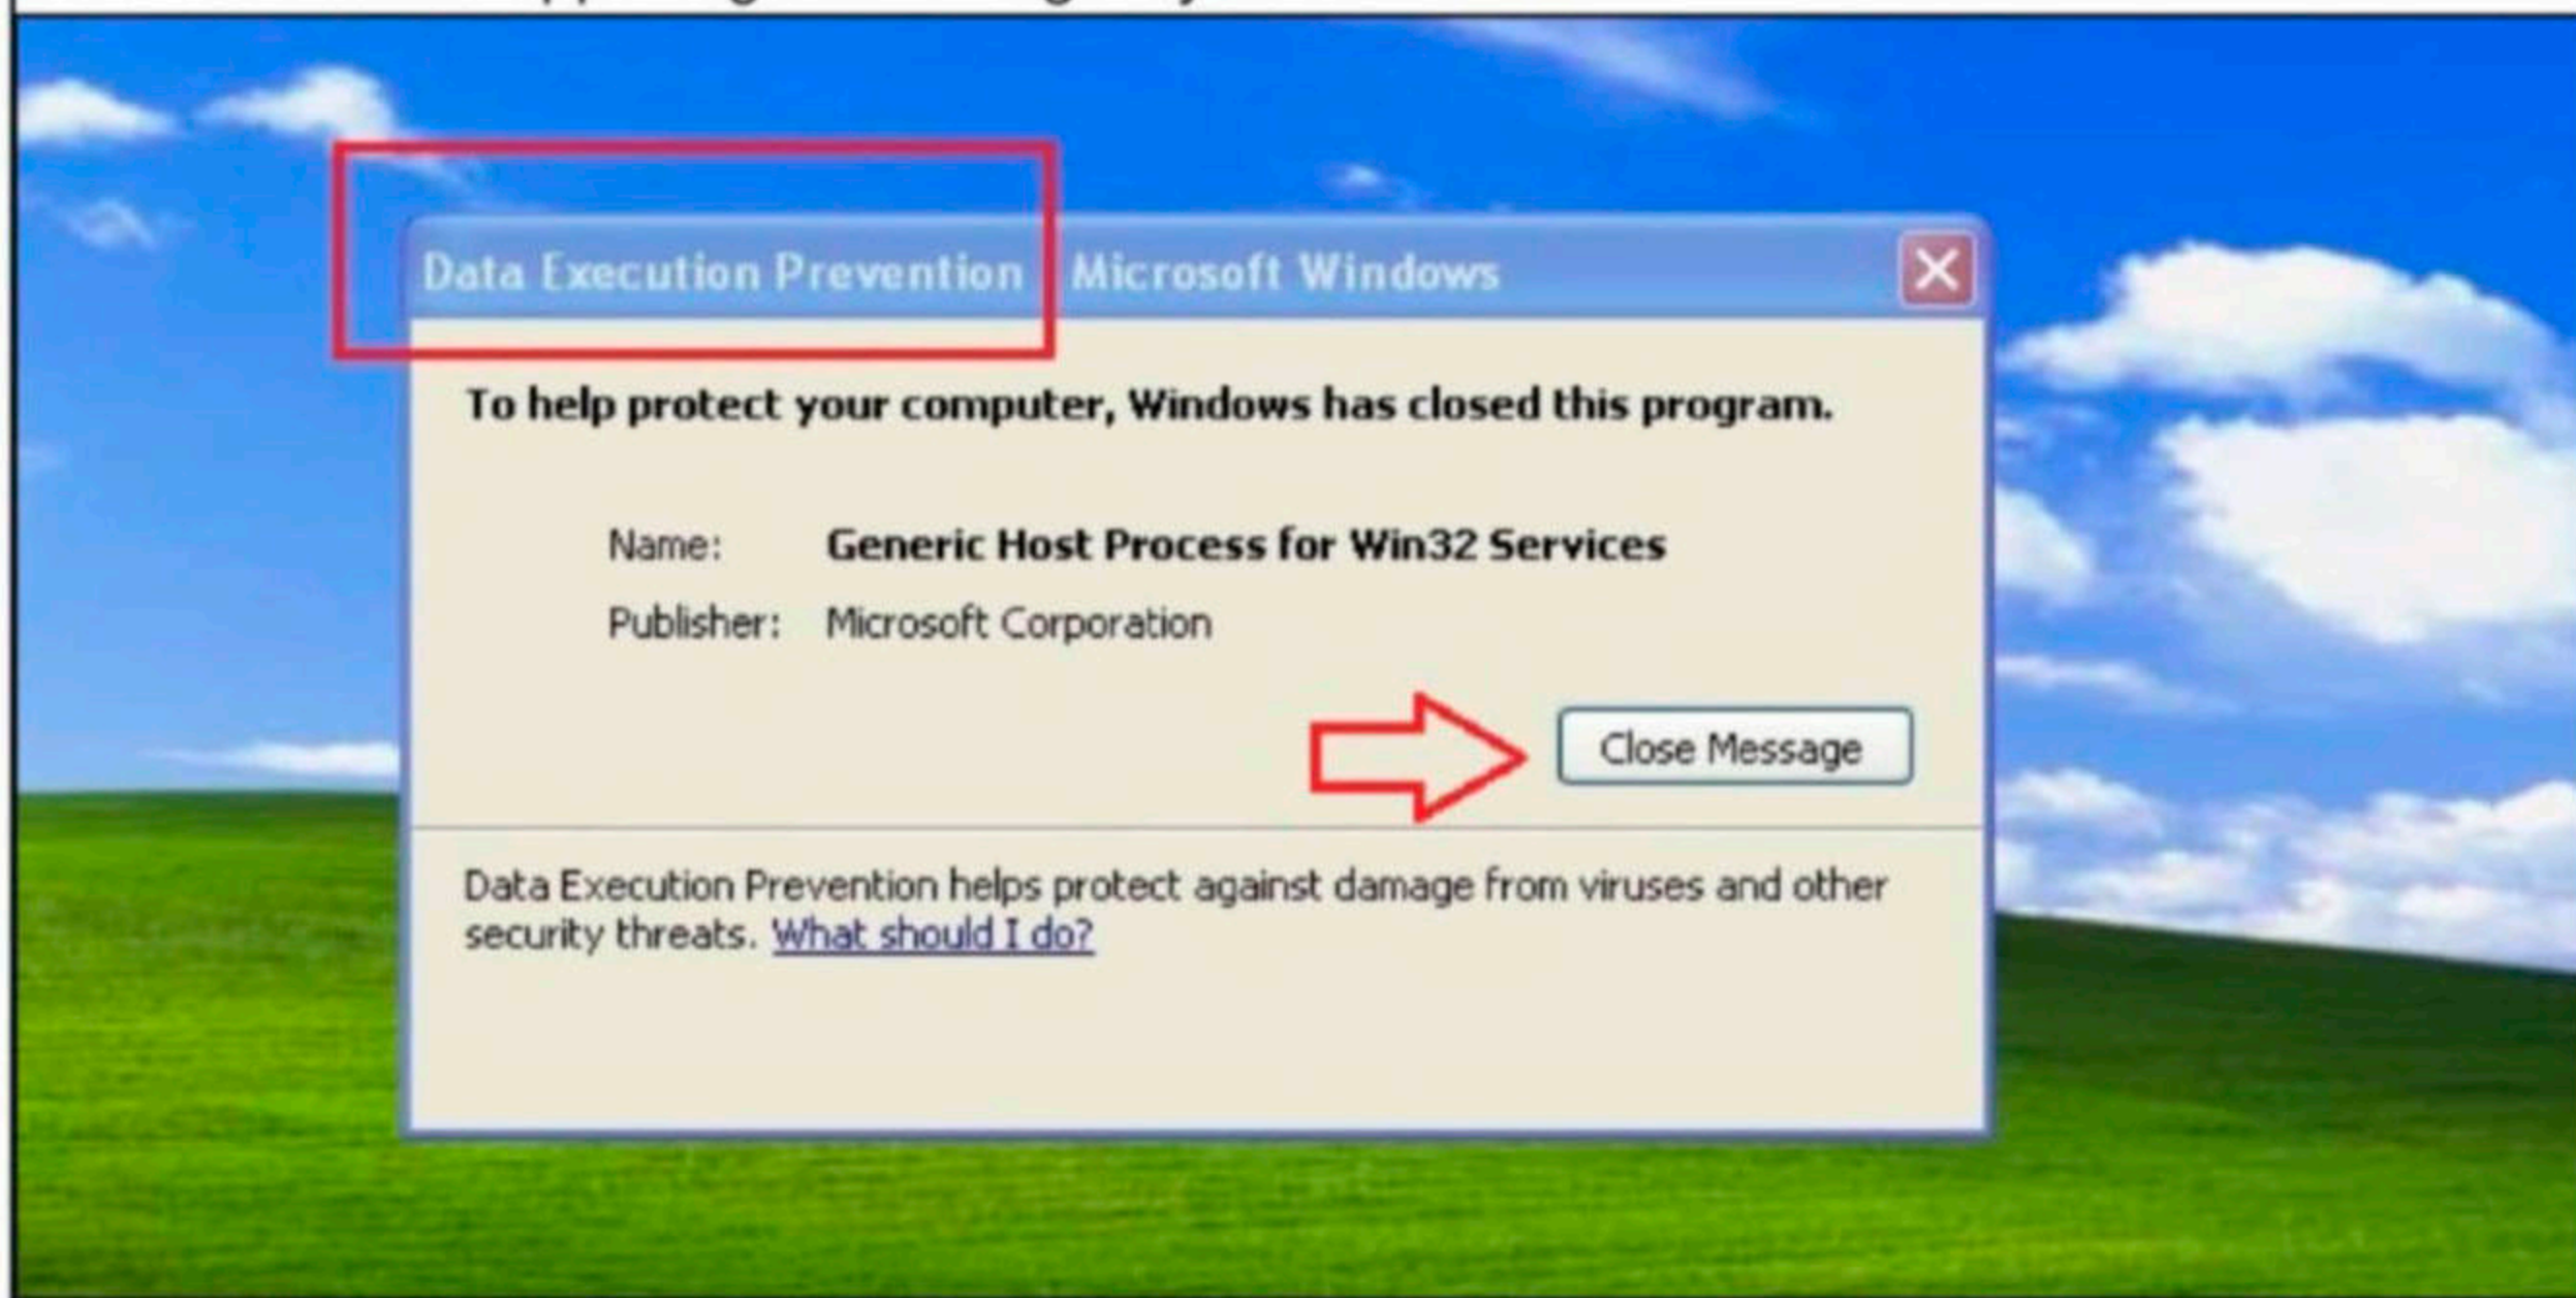 Data Execution Prevention Microsoft Windows
To help protect your computer, Windows has closed this program.
Name: Generic Host Process for Win32 Services
Publisher: Microsoft Corporation
Close Message
Data Execution Prevention helps protect against damage from viruses and other
security threats. What should I do?